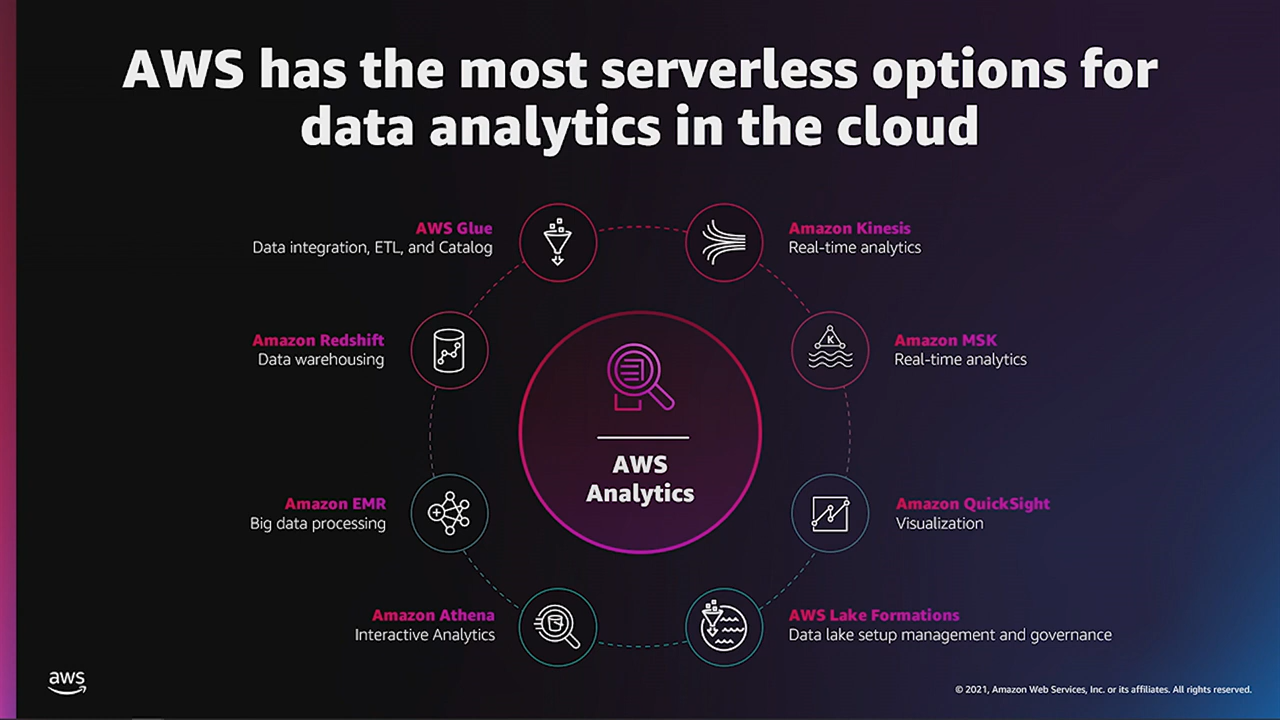 AWS has the most serverless options for
data analytics in the cloud
AWS Glue
Data integration, ETL, and Catalog
Amazon Kinesis
Real-time analytics
Amazon Redshift
Data warehousing
Amazon MSK
Real-time analytics
K
AWS
Analytics
Amazon EMR
Big data processing
Amazon QuickSight
Visualization
Amazon Athena
Interactive Analytics
AWS Lake Formations
Data lake setup management and governance
aws
© 2021, Amazon Web Services, Inc. or its affiliates. All rights reserved.